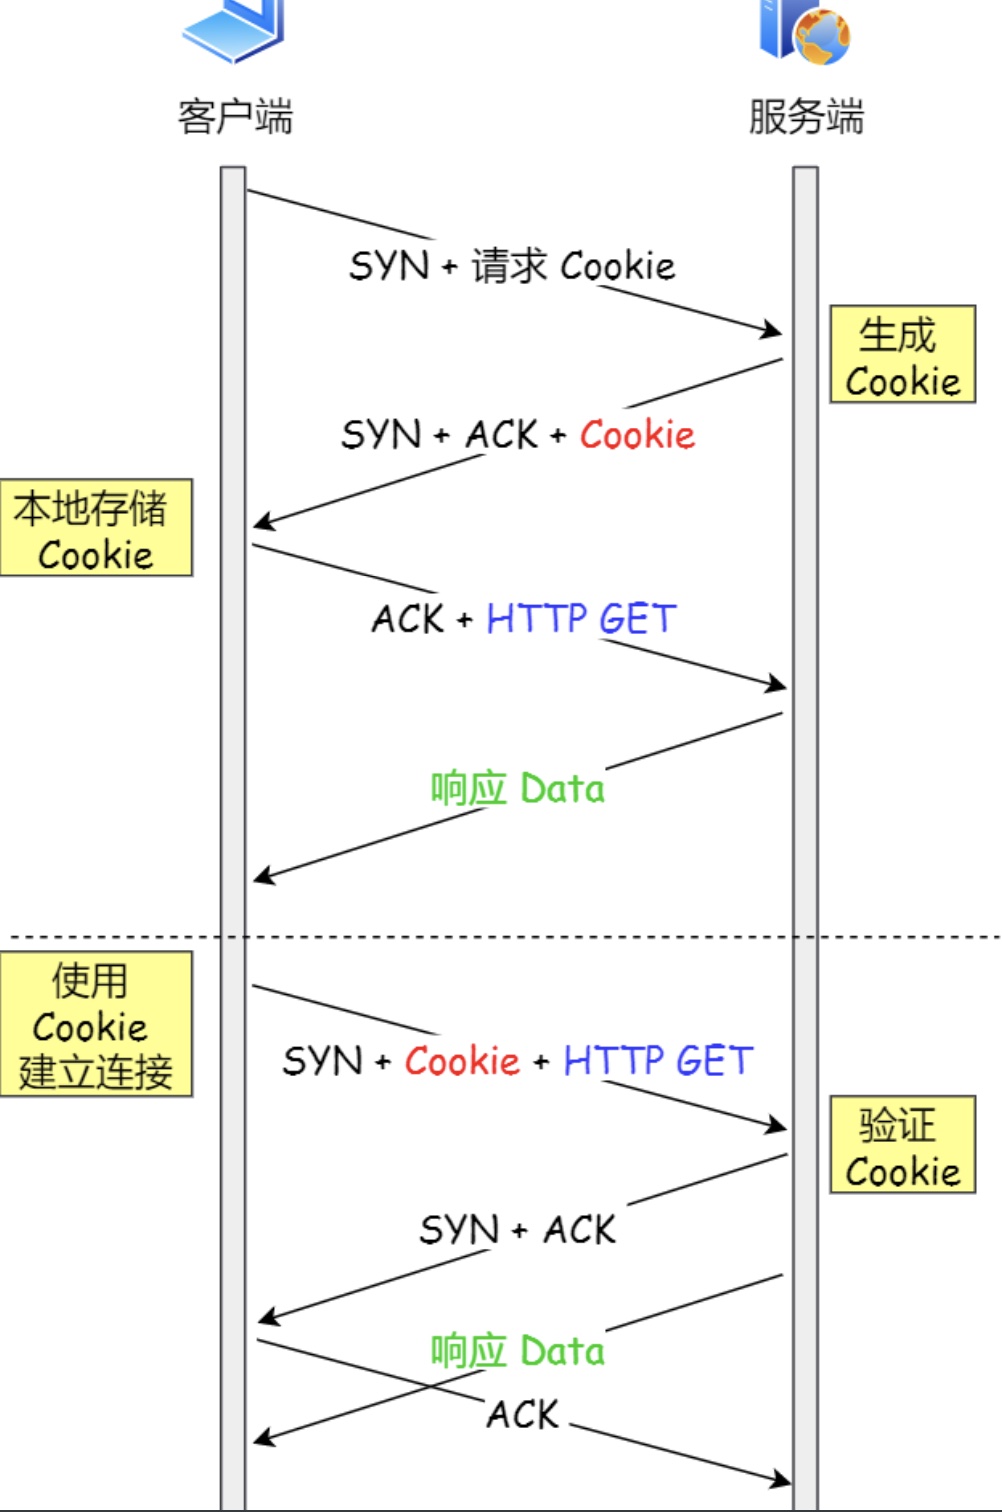 客户端
服务端
SYN + 请求 Cookie
生成
Cookie
SYN + ACK + Cookie
本地存储
Cookie
ACK + HTTP GET
响应 Data
使用
Cookie
建立连接
SYN + Cookie + HTTP GET
验证
Cookie
SYN + ACK
响应 Data
ACK